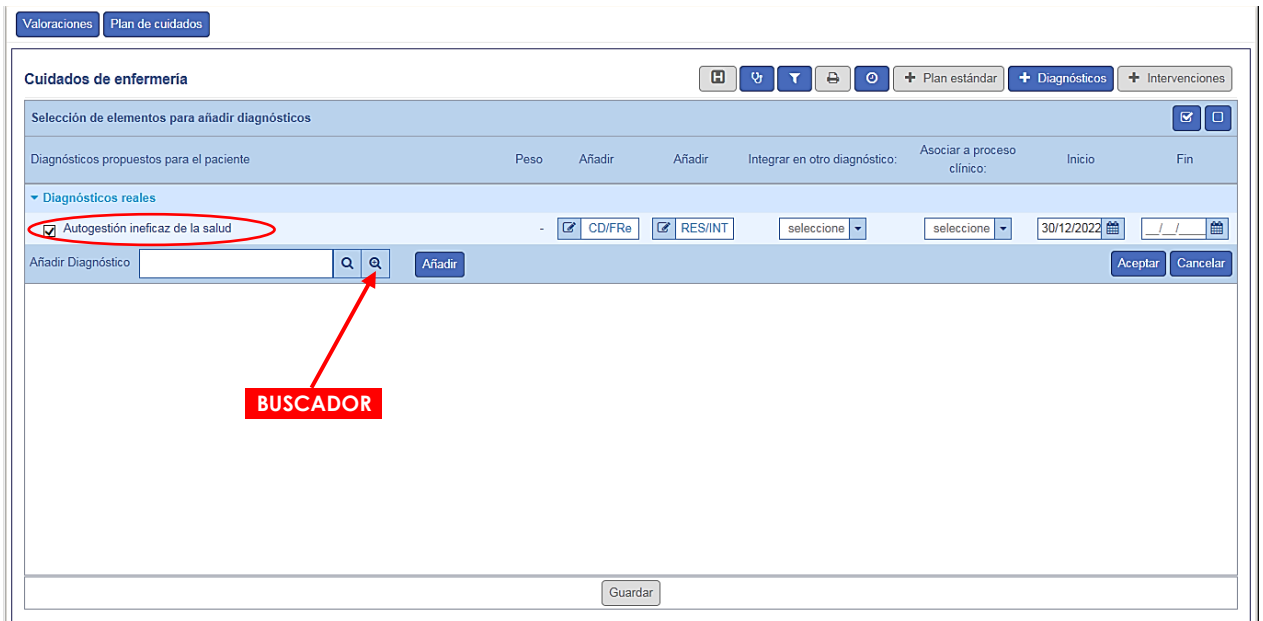 Valoraciones Plan de cuidados
Cuidados de enfermería
+ Plan estándar + Diagnósticos + Intervenciones
Selección de elementos para añadir diagnósticos
Diagnósticos propuestos para el paciente Peso Añadir Añadir Integrar en otro diagnóstico: Asociar a proceso clínico: Inicio Fin
Diagnósticos reales
Autogestión ineficaz de la salud - CD/FRe RES/INT seleccione seleccione 30/12/2022 __/__/____
Añadir Diagnóstico Añadir Aceptar Cancelar
BUSCADOR
Guardar